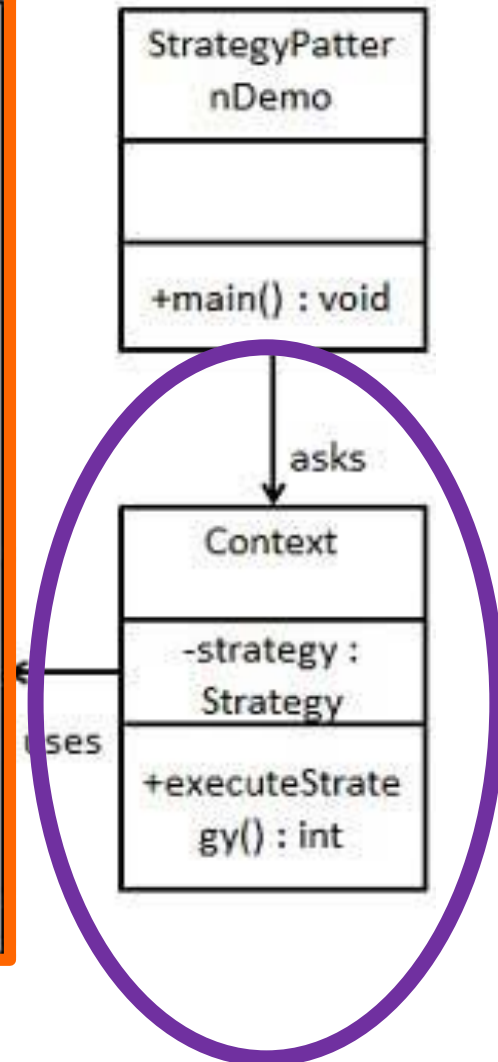 StrategyPatter
nDemo
+main() : void
asks
Context
-strategy :
Strategy
uses
+executeStrate
gy() : int